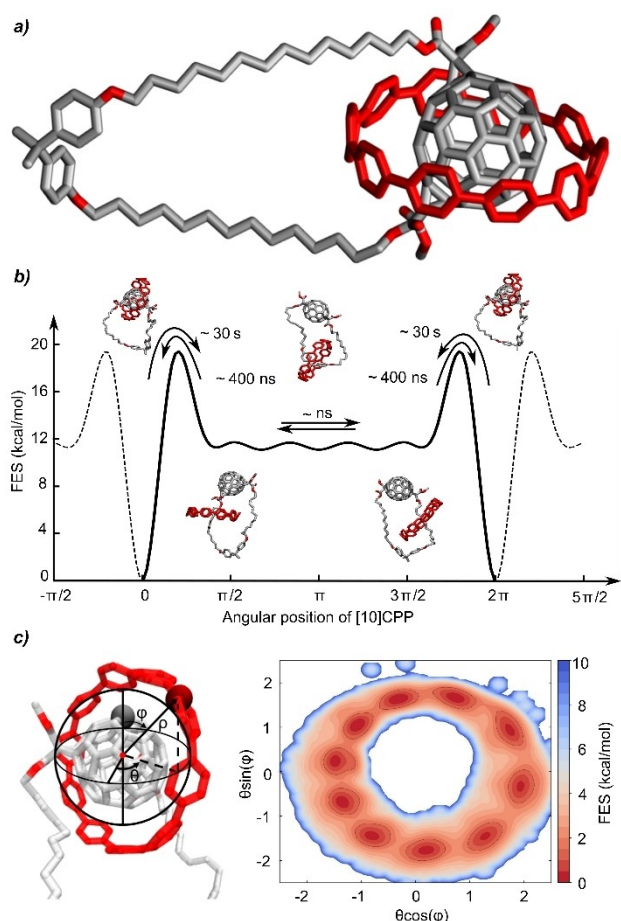 a)
b)
FES (kcal/mol)
20
16
12
8
4
0
~ 30 s
~ 400 ns
~ ns
~ 30 s
~ 400 ns
-π/2
0
π/2
π
3π/2
2π
5π/2
Angular position of [10]CPP
c)
φ
ρ
θ
θsin(φ)
2
1
0
-1
-2
-2
-1
0
1
2
θcos(φ)
10
8
6
4
2
0
FES (kcal/mol)